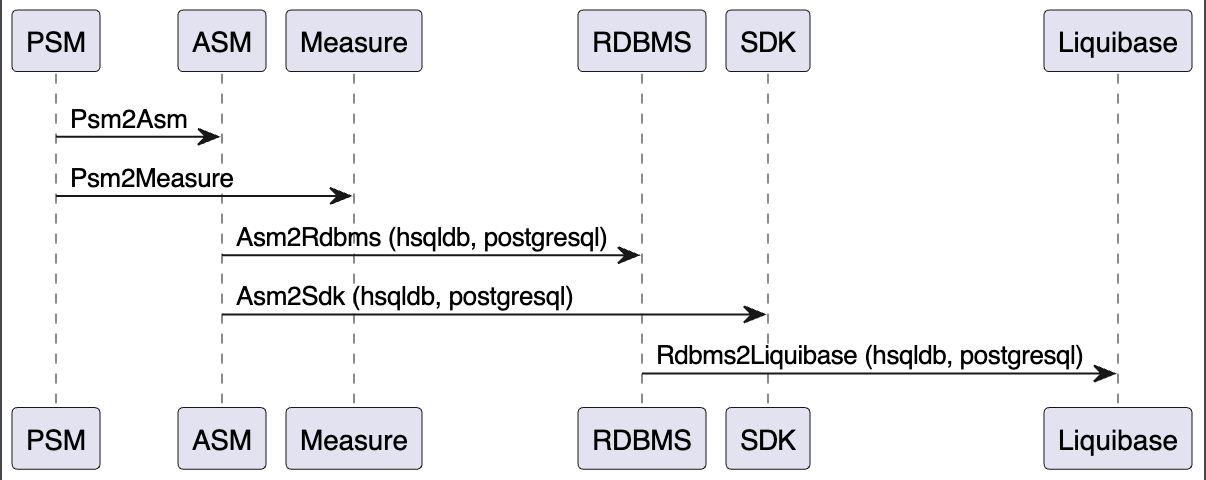 PSM ASM Measure RDBMS SDK Liquibase
Psm2Asm
Psm2Measure
Asm2Rdbms (hsqldb, postgresql)
Asm2Sdk (hsqldb, postgresql)
Rdbms2Liquibase (hsqldb, postgresql)
PSM ASM Measure RDBMS SDK Liquibase